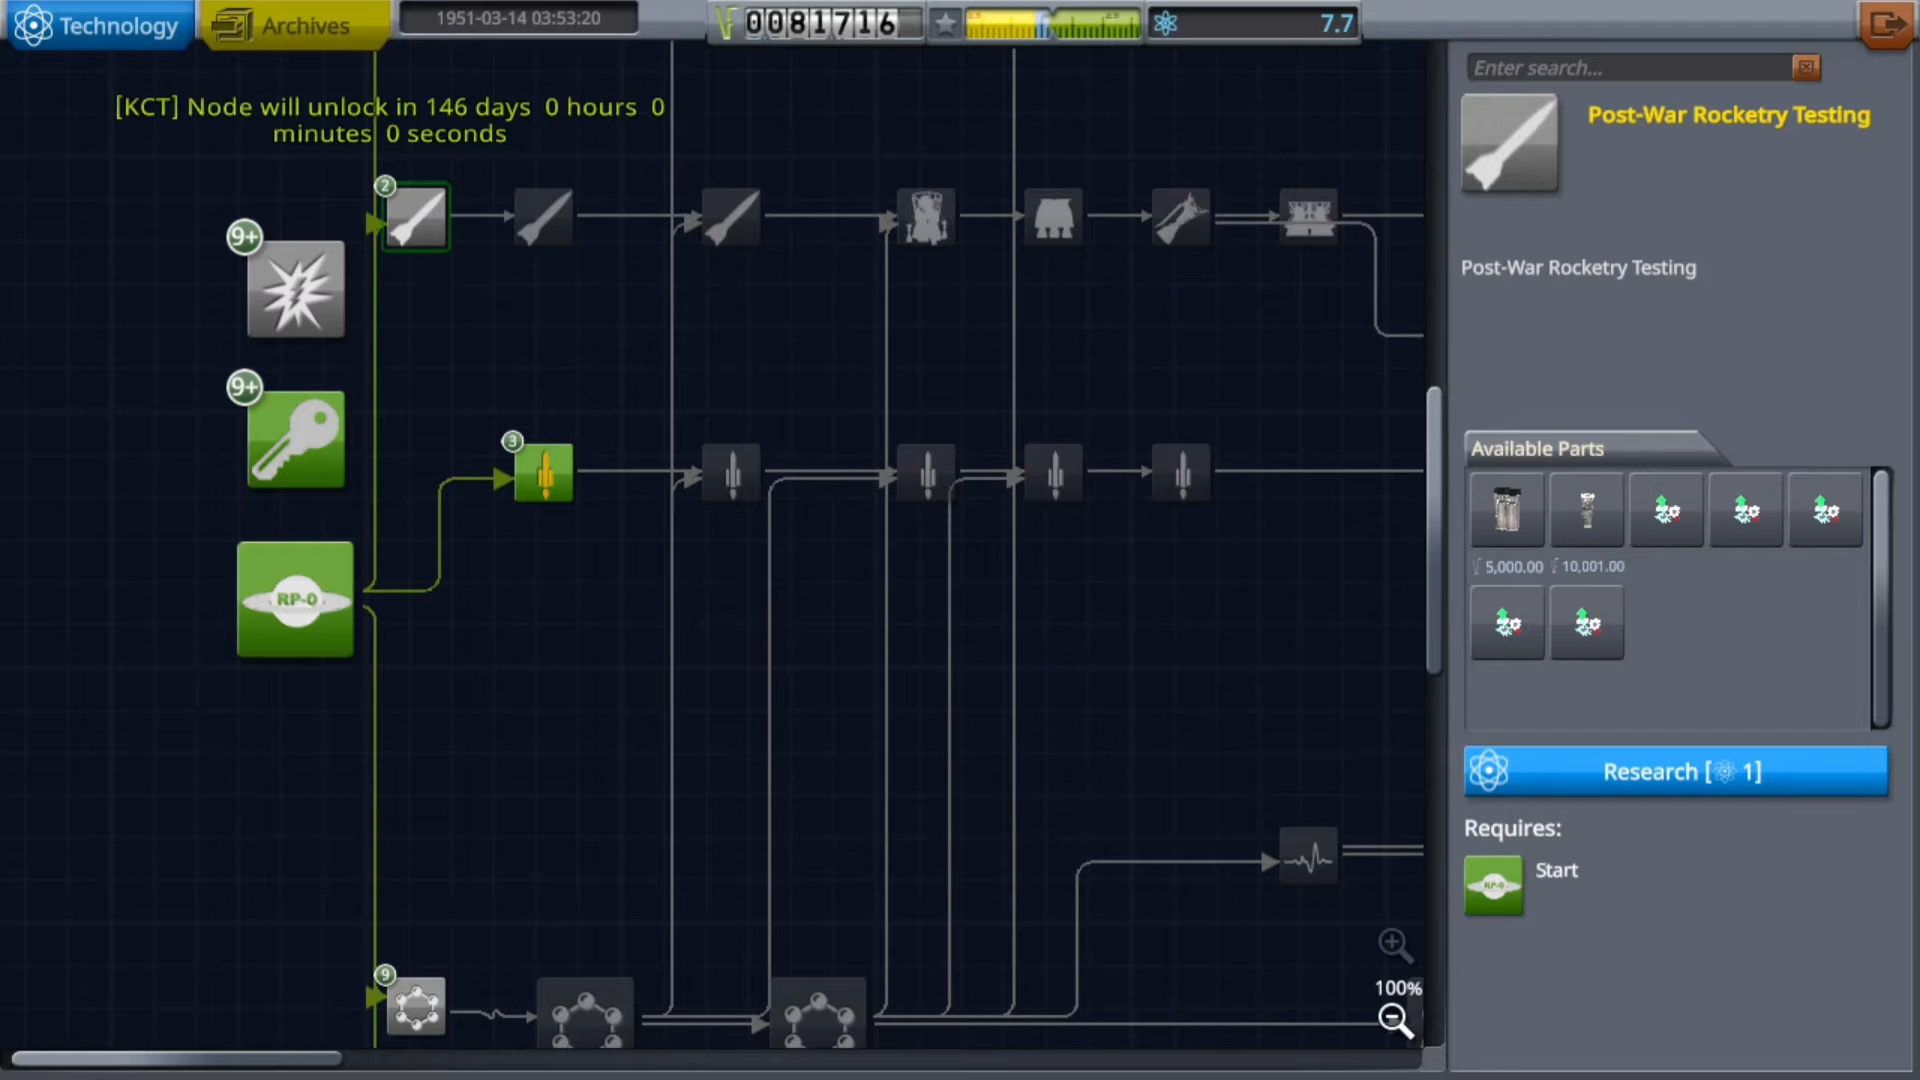 Technology
Archives
1951-03-14 03:53:20
0081716
7.7
Enter search...
[KCT] Node will unlock in 146 days 0 hours 0
minutes 0 seconds
Post-War Rocketry Testing
Post-War Rocketry Testing
2
9+
9+
3
RP-0
9
Available Parts
5,000.00
10,001.00
Research [ 1]
Requires:
RP-0
Start
100%